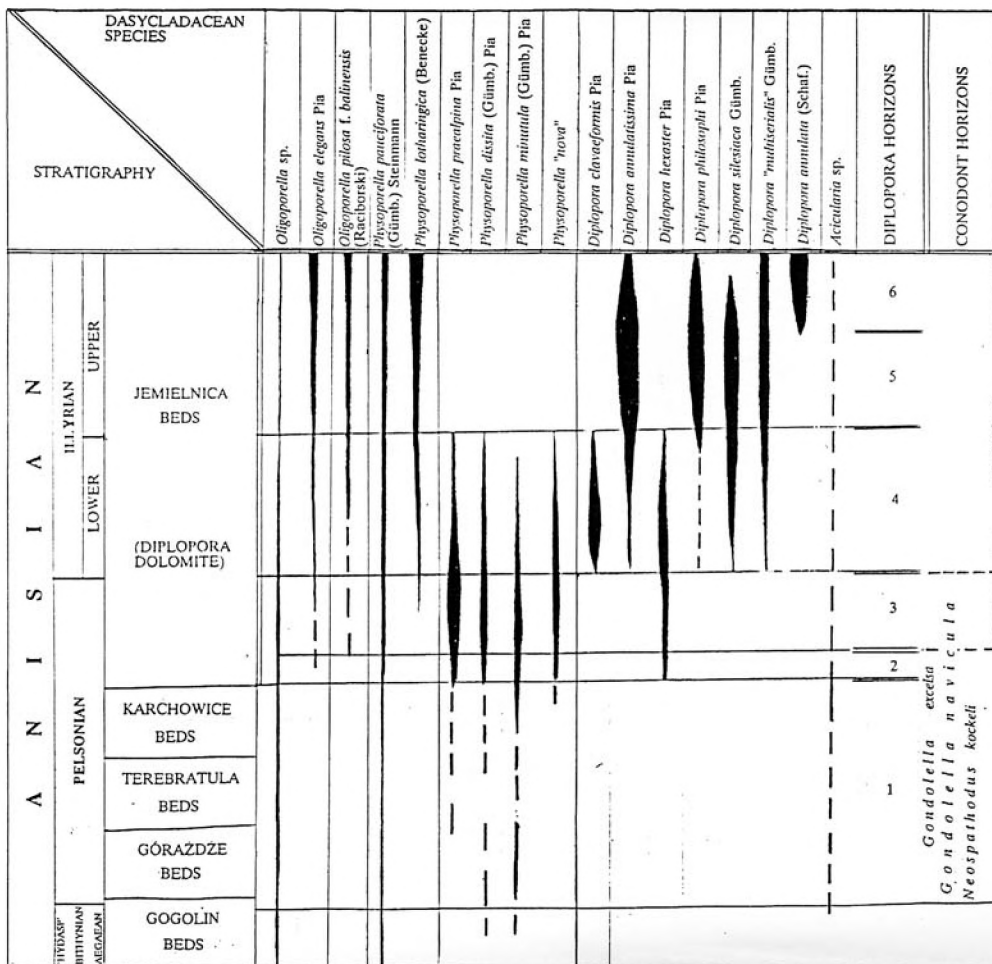 DASYCLADACEAN
SPECIES
STRATIGRAPHY
Oligoporella sp.
Oligoporella elegans Pia
Oligoporella pilosa f. balinensis
(Raciborski)
Physoporella pauciforata
(Gümb.) Steinmann
Physoporella lotharingica (Benecke)
Physoporella praealpina Pia
Physoporella dissita (Gümb.) Pia
Physoporella minutula (Gümb.) Pia
Physoporella "nova"
Diplopora clavaeformis Pia
Diplopora annulatissima Pia
Diplopora hexaster Pia
Diplopora philosophi Pia
Diplopora silesiaca Gümb.
Diplopora "multiserialis" Gümb.
Diplopora annulata (Schaf.)
Acicularia sp.
DIPLOPORA HORIZONS
CONODONT HORIZONS
ANISIAN
ILLYRIAN
UPPER
LOWER
PELSONIAN
"HYDASP"
BITHYNIAN
AEGAEAN
JEMIELNICA
BEDS
(DIPLOPORA
DOLOMITE)
KARCHOWICE
BEDS
TEREBRATULA
BEDS
GÓRAŻDŻE
BEDS
GOGOLIN
BEDS
6
5
4
3
2
1
Gondolella excelsa
Gondolella navicula
Neospathodus kockeli